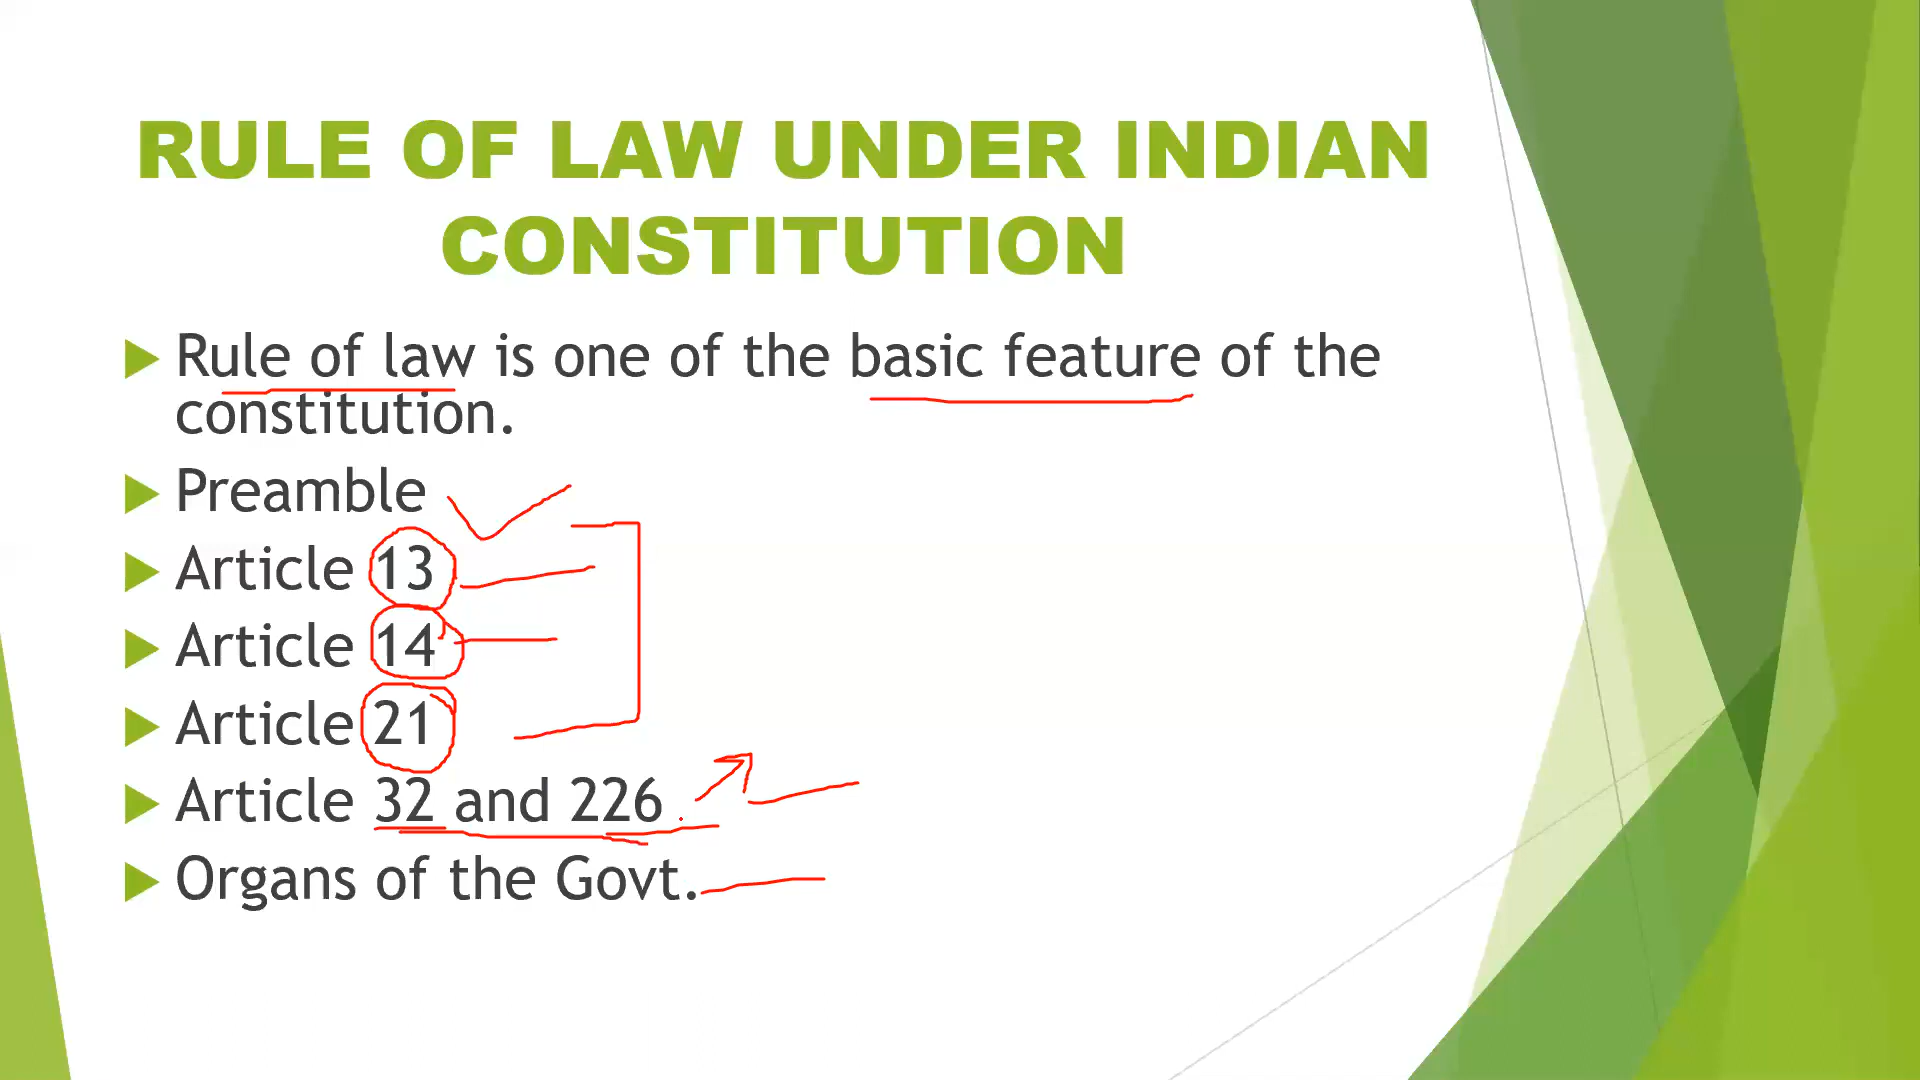 RULE OF LAW UNDER INDIAN
CONSTITUTION
Rule of law is one of the basic feature of the
constitution.
Preamble
Article 13
Article 14
Article 21
Article 32 and 226
Organs of the Govt.